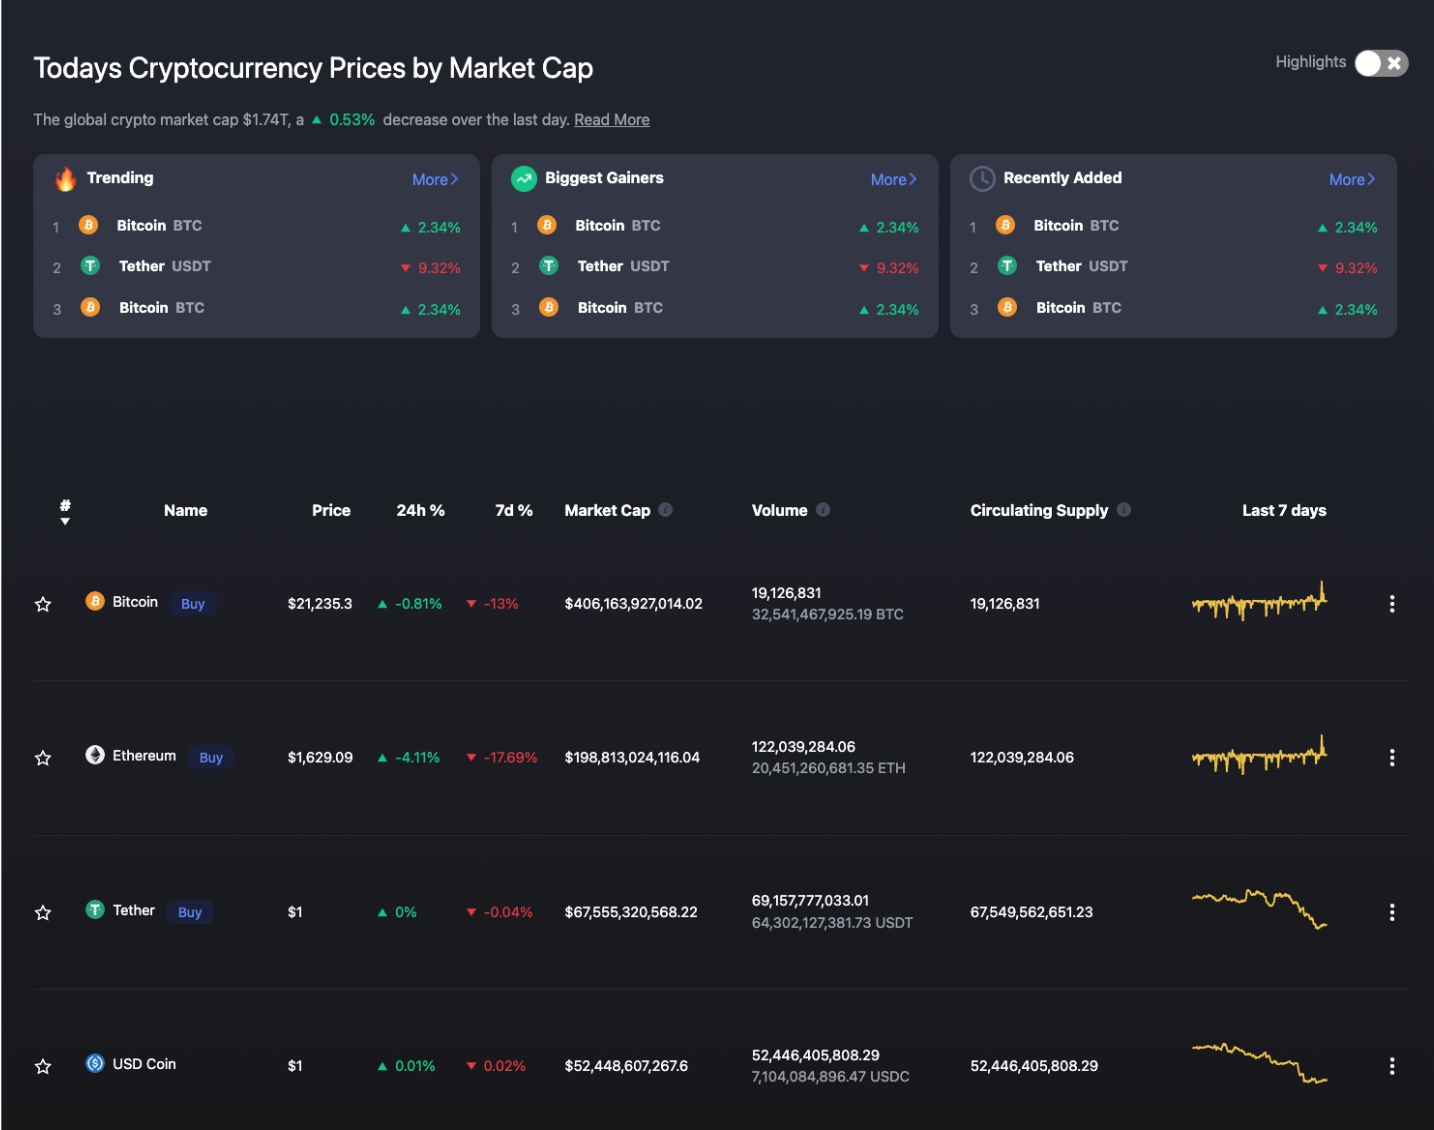 Todays Cryptocurrency Prices by Market Cap
Highlights
The global crypto market cap $1.74T, a ▲ 0.53% decrease over the last day. Read More
Trending More
1 Bitcoin BTC ▲ 2.34%
2 Tether USDT ▼ 9.32%
3 Bitcoin BTC ▲ 2.34%
Biggest Gainers More
1 Bitcoin BTC ▲ 2.34%
2 Tether USDT ▼ 9.32%
3 Bitcoin BTC ▲ 2.34%
Recently Added More
1 Bitcoin BTC ▲ 2.34%
2 Tether USDT ▼ 9.32%
3 Bitcoin BTC ▲ 2.34%
# Name Price 24h % 7d % Market Cap Volume Circulating Supply Last 7 days
Bitcoin Buy $21,235.3 ▲ -0.81% ▼ -13% $406,163,927,014.02 19,126,831 19,126,831
32,541,467,925.19 BTC
Ethereum Buy $1,629.09 ▲ -4.11% ▼ -17.69% $198,813,024,116.04 122,039,284.06 122,039,284.06
20,451,260,681.35 ETH
Tether Buy $1 ▲ 0% ▼ -0.04% $67,555,320,568.22 69,157,777,033.01 67,549,562,651.23
64,302,127,381.73 USDT
USD Coin $1 ▲ 0.01% ▼ 0.02% $52,448,607,267.6 52,446,405,808.29 52,446,405,808.29
7,104,084,896.47 USDC